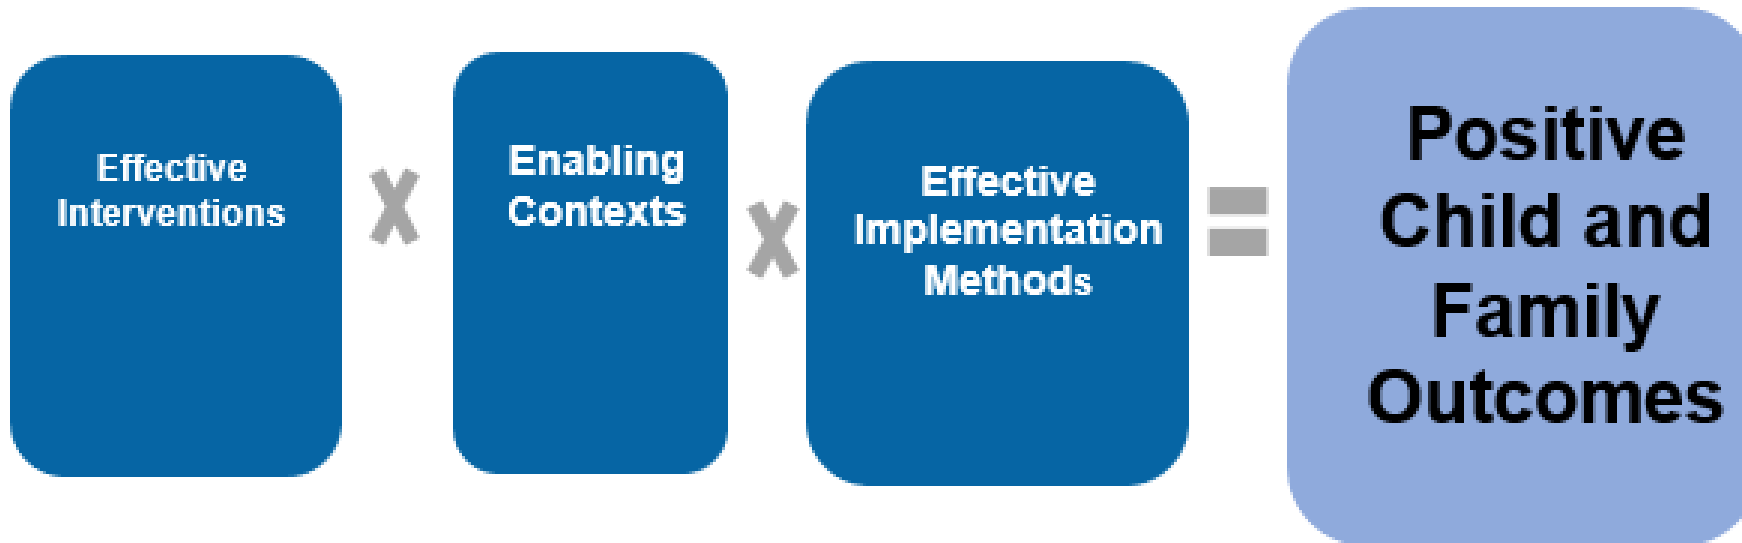 Effective
Interventions
Enabling
Contexts
Effective
Implementation
Methods
Positive
Child and
Family
Outcomes